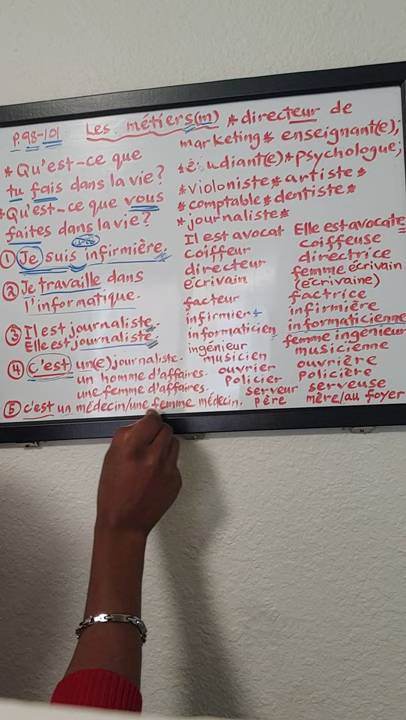 P.98-101 Les métiers(m) *directeur de
marketing* enseignant(e);
étudiant(e)*psychologue;
*violoniste*artiste*
*comptable*dentiste*
*journaliste*
*Qu'est-ce que
tu fais dans la vie?
*Qu'est-ce que vous
faites dans la vie?
① Je suis infirmière.
② Je travaille dans
l'informatique.
③ Il est journaliste.
Elle est journaliste.
④ c'est un(e) journaliste.
un homme d'affaires.
une femme d'affaires.
⑤ c'est un médecin/une femme médecin.
Il est avocat Elle est avocate
coiffeur coiffeuse
directeur directrice
écrivain femme écrivain
(écrivaine)
facteur factrice
infirmier infirmière
informaticien informaticienne
ingénieur femme ingénieur
musicien musicienne
ouvrier ouvrière
policier policière
serveur serveuse
père mère/au foyer